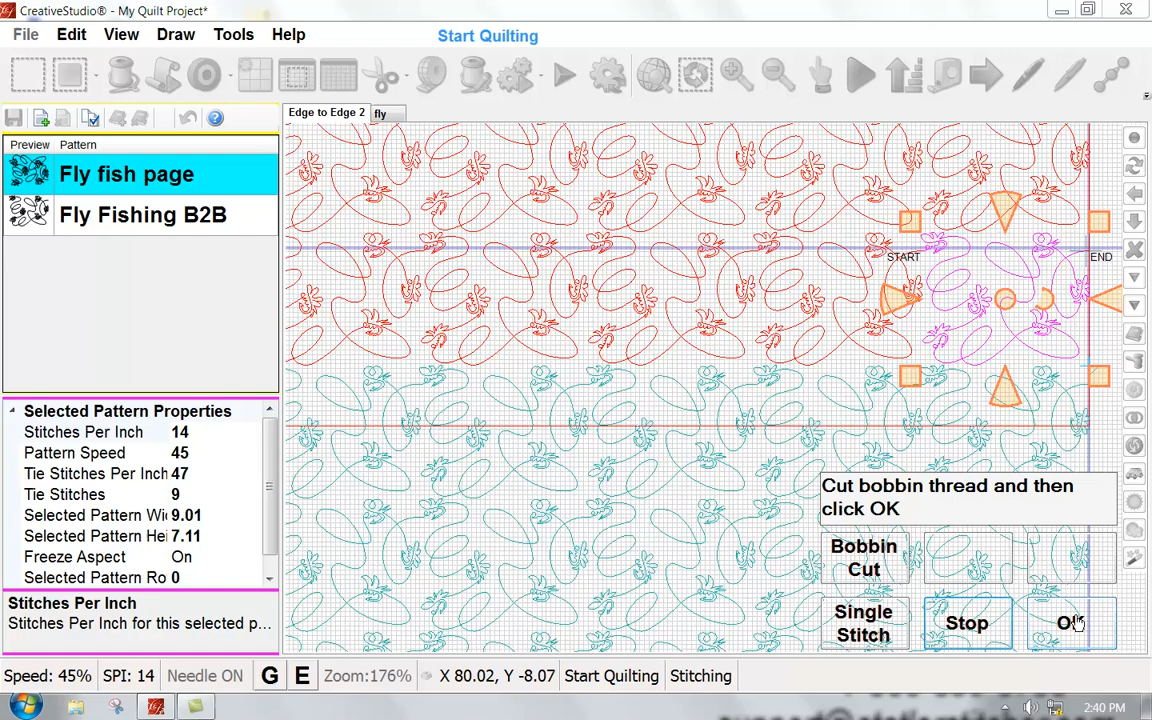 CreativeStudio® - My Quilt Project*
File Edit View Draw Tools Help Start Quilting
Edge to Edge 2 fly
Preview Pattern
Fly fish page
Fly Fishing B2B
START END
Selected Pattern Properties
Stitches Per Inch 14
Pattern Speed 45
Tie Stitches Per Inch 47
Tie Stitches 9
Selected Pattern Wi 9.01
Selected Pattern Hei 7.11
Freeze Aspect On
Selected Pattern Ro 0
Stitches Per Inch
Stitches Per Inch for this selected p...
Cut bobbin thread and then
click OK
Bobbin
Cut
Single
Stitch
Stop
OK
Speed: 45% SPI: 14 Needle ON G E Zoom:176% X 80.02, Y -8.07 Start Quilting Stitching
2:40 PM